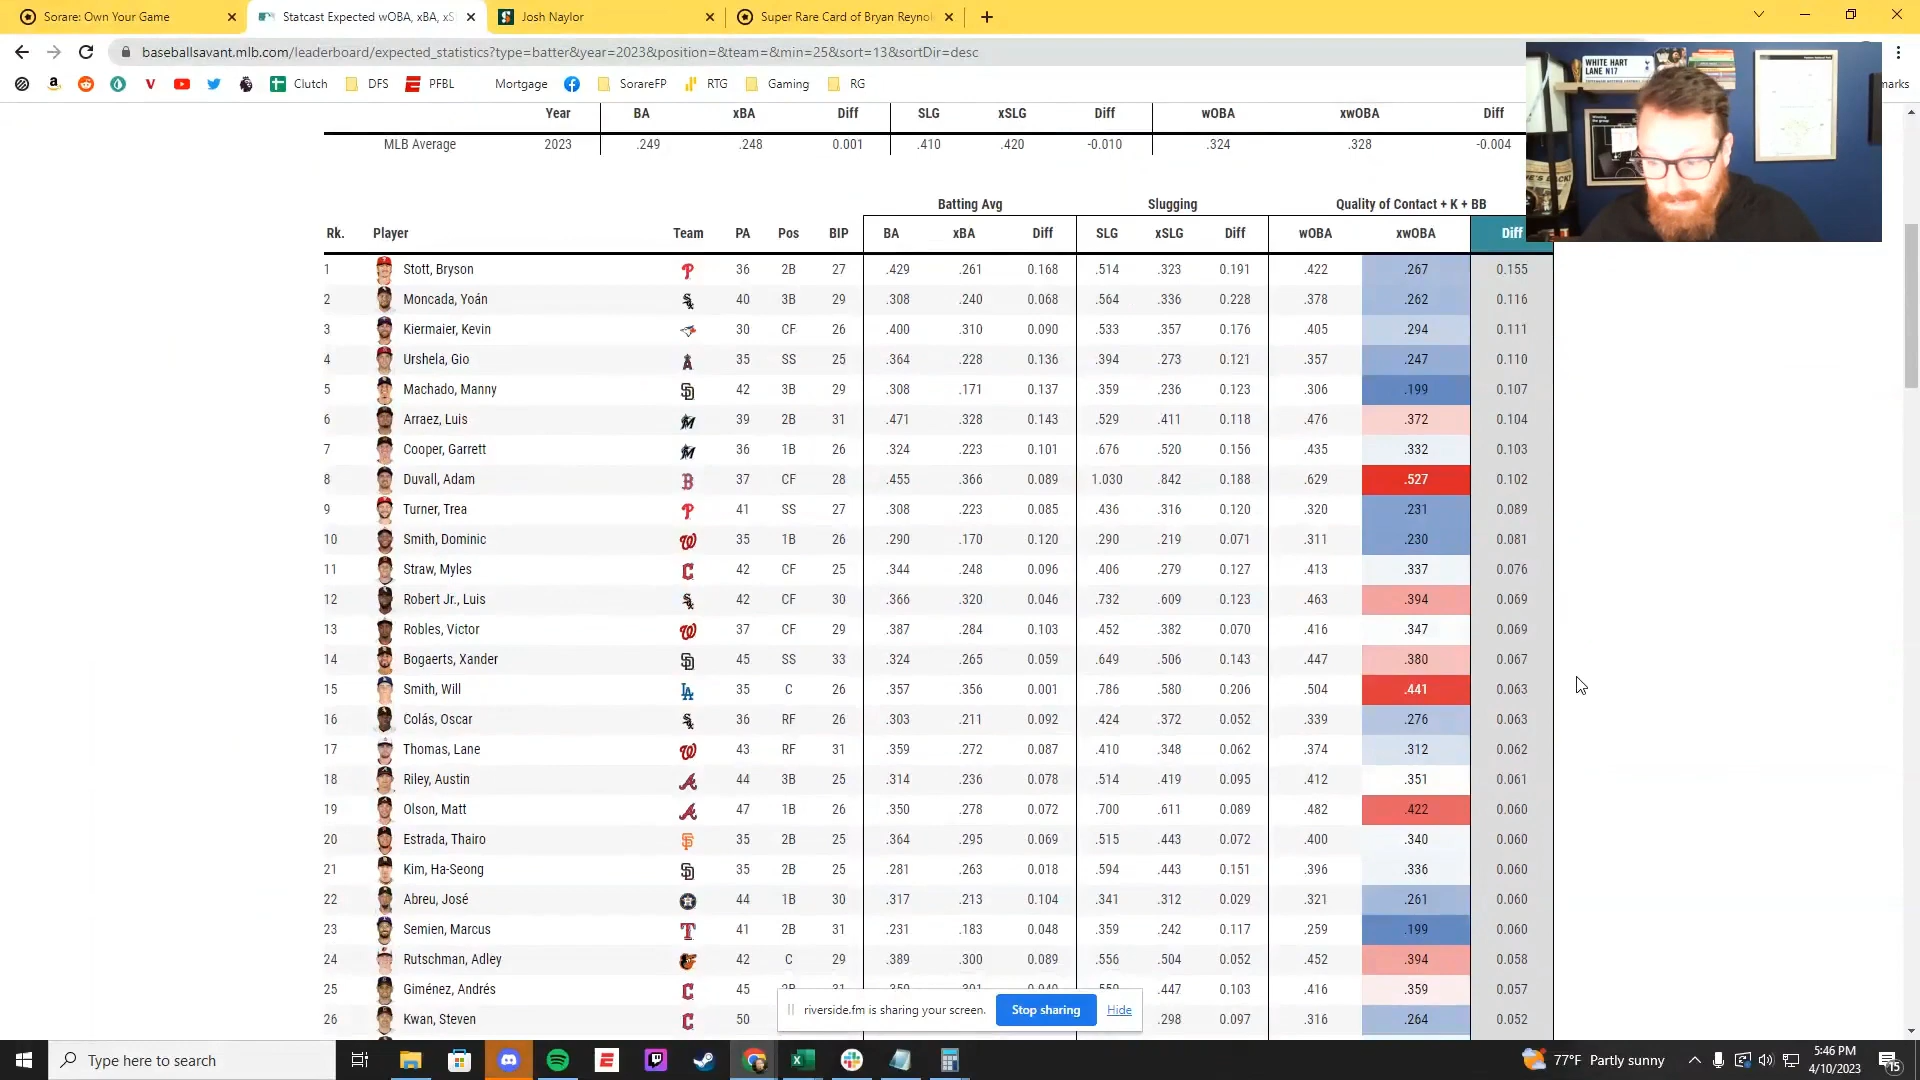 Sorare: Own Your Game
Statcast Expected wOBA, xBA, xS
Josh Naylor
Super Rare Card of Bryan Reynol
baseballsavant.mlb.com/leaderboard/expected_statistics?type=batter&year=2023&position=&team=&min=25&sort=13&sortDir=desc
Clutch DFS PFBL Mortgage SorareFP RTG Gaming RG
WHITE HART
LANE N17
Year BA xBA Diff SLG xSLG Diff wOBA xwOBA Diff
MLB Average 2023 .249 .248 0.001 .410 .420 -0.010 .324 .328 -0.004
Batting Avg Slugging Quality of Contact + K + BB
Rk. Player Team PA Pos BIP BA xBA Diff SLG xSLG Diff wOBA xwOBA Diff
1 Stott, Bryson 36 2B 27 .429 .261 0.168 .514 .323 0.191 .422 .267 0.155
2 Moncada, Yoán 40 3B 29 .308 .240 0.068 .564 .336 0.228 .378 .262 0.116
3 Kiermaier, Kevin 30 CF 26 .400 .310 0.090 .533 .357 0.176 .405 .294 0.111
4 Urshela, Gio 35 SS 25 .364 .228 0.136 .394 .273 0.121 .357 .247 0.110
5 Machado, Manny 42 3B 29 .308 .171 0.137 .359 .236 0.123 .306 .199 0.107
6 Arraez, Luis 39 2B 31 .471 .328 0.143 .529 .411 0.118 .476 .372 0.104
7 Cooper, Garrett 36 1B 26 .324 .223 0.101 .676 .520 0.156 .435 .332 0.103
8 Duvall, Adam 37 CF 28 .455 .366 0.089 1.030 .842 0.188 .629 .527 0.102
9 Turner, Trea 41 SS 27 .308 .223 0.085 .436 .316 0.120 .320 .231 0.089
10 Smith, Dominic 35 1B 26 .290 .170 0.120 .290 .219 0.071 .311 .230 0.081
11 Straw, Myles 42 CF 25 .344 .248 0.096 .406 .279 0.127 .413 .337 0.076
12 Robert Jr., Luis 42 CF 30 .366 .320 0.046 .732 .609 0.123 .463 .394 0.069
13 Robles, Victor 37 CF 29 .387 .284 0.103 .452 .382 0.070 .416 .347 0.069
14 Bogaerts, Xander 45 SS 33 .324 .265 0.059 .649 .506 0.143 .447 .380 0.067
15 Smith, Will 35 C 26 .357 .356 0.001 .786 .580 0.206 .504 .441 0.063
16 Colás, Oscar 36 RF 26 .303 .211 0.092 .424 .372 0.052 .339 .276 0.063
17 Thomas, Lane 43 RF 31 .359 .272 0.087 .410 .348 0.062 .374 .312 0.062
18 Riley, Austin 44 3B 25 .314 .236 0.078 .514 .419 0.095 .412 .351 0.061
19 Olson, Matt 47 1B 26 .350 .278 0.072 .700 .611 0.089 .482 .422 0.060
20 Estrada, Thairo 35 2B 25 .364 .295 0.069 .515 .443 0.072 .400 .340 0.060
21 Kim, Ha-Seong 35 2B 25 .281 .263 0.018 .594 .443 0.151 .396 .336 0.060
22 Abreu, José 44 1B 30 .317 .213 0.104 .341 .312 0.029 .321 .261 0.060
23 Semien, Marcus 41 2B 31 .231 .183 0.048 .359 .242 0.117 .259 .199 0.060
24 Rutschman, Adley 42 C 29 .389 .300 0.089 .556 .504 0.052 .452 .394 0.058
25 Giménez, Andrés 45 .447 0.103 .416 .359 0.057
26 Kwan, Steven 50 .298 0.097 .316 .264 0.052
riverside.fm is sharing your screen. Stop sharing Hide
Type here to search
77°F Partly sunny
5:46 PM
4/10/2023
15